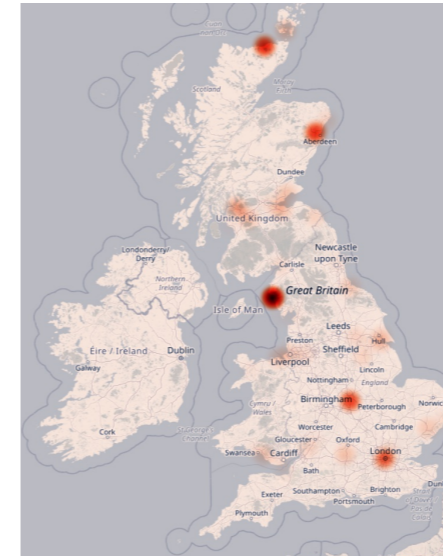 Scotland
Moray
Firth
Aberdeen
Dundee
United Kingdom
Londonderry/
Derry
Newcastle
upon Tyne
Carlisle
Northern
Ireland
Great Britain
Isle of Man
Leeds
Preston
Hull
Éire / Ireland
Dublin
Sheffield
Liverpool
Galway
Lincoln
Nottingham
England
Cymru /
Wales
Birmingham
Peterborough
Norwic
Worcester
Cambridge
Cork
Gloucester
Oxford
Swansea
Cardiff
London
Bath
Southampton
Brighton
Exeter
Portsmouth
Plymouth